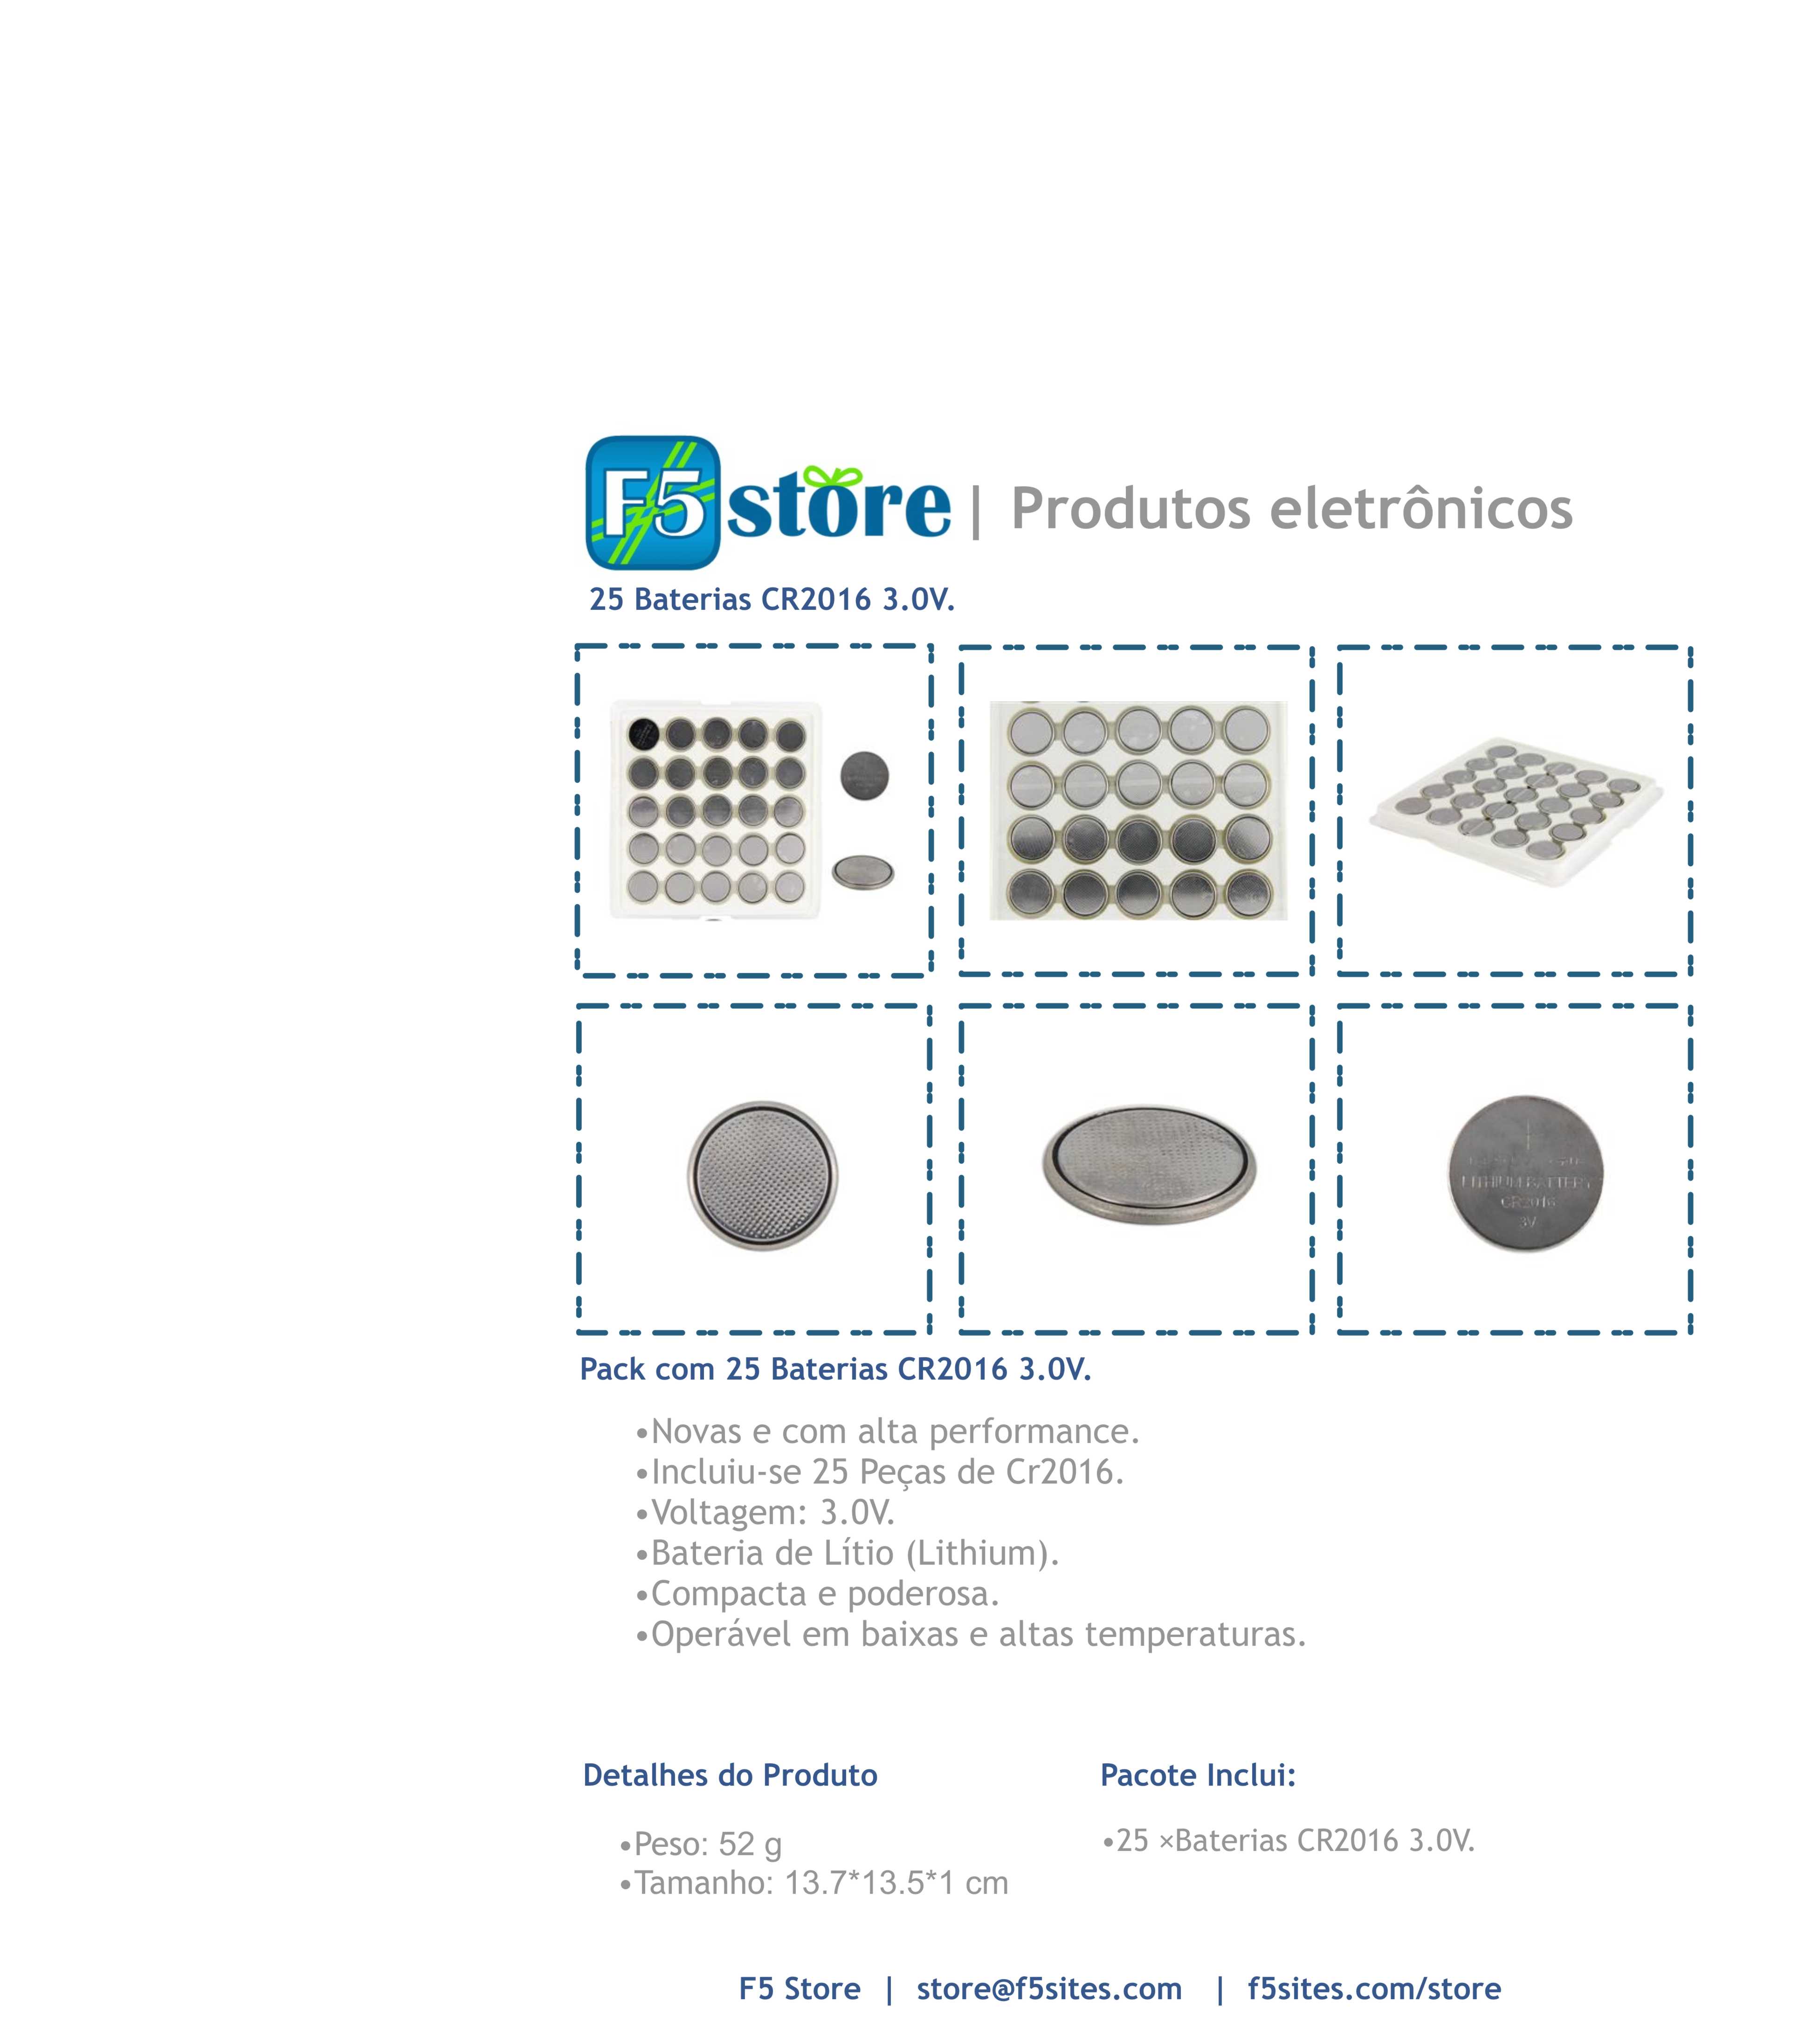 F5 store | Produtos eletrônicos
25 Baterias CR2016 3.0V.
LITHIUM BATTERY
CR2016
3V
Pack com 25 Baterias CR2016 3.0V.
•Novas e com alta performance.
•Incluiu-se 25 Peças de Cr2016.
•Voltagem: 3.0V.
•Bateria de Lítio (Lithium).
•Compacta e poderosa.
•Operável em baixas e altas temperaturas.
Detalhes do Produto
•Peso: 52 g
•Tamanho: 13.7*13.5*1 cm
Pacote Inclui:
•25 ×Baterias CR2016 3.0V.
F5 Store | store@f5sites.com | f5sites.com/store